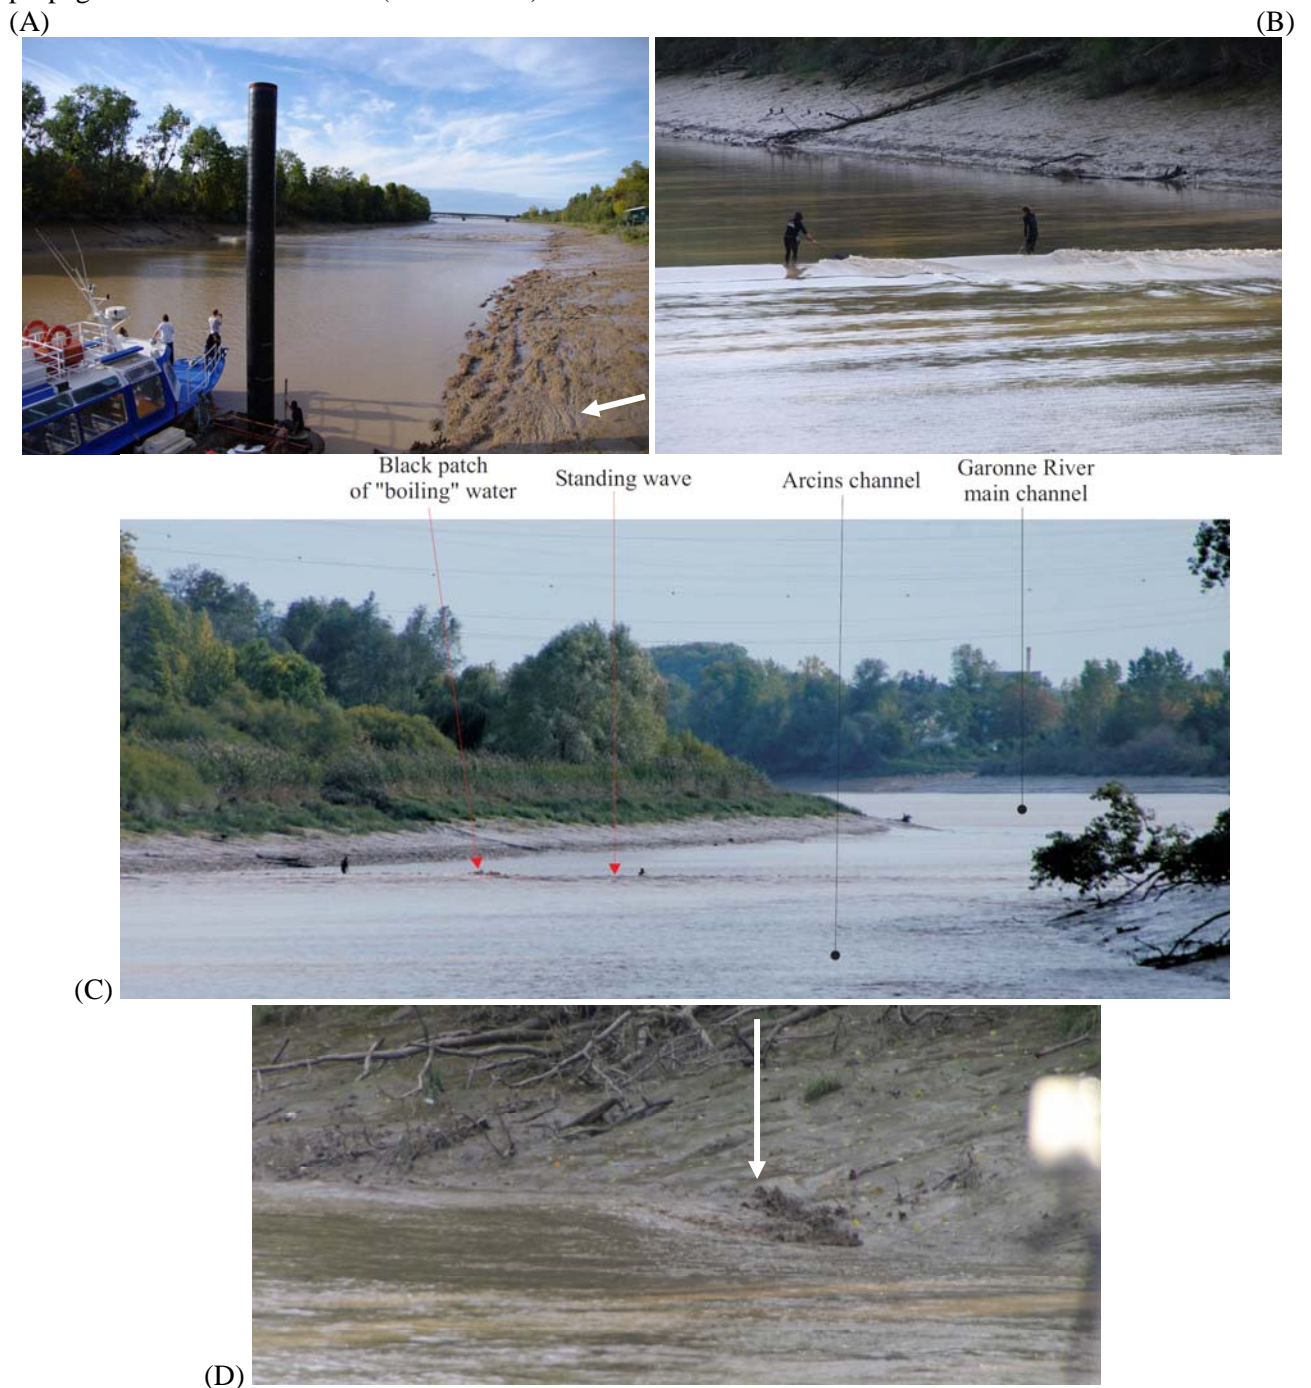 (A)
(B)
Black patch
of "boiling" water
Standing wave
Arcins channel
Garonne River
main channel
(C)
(D)